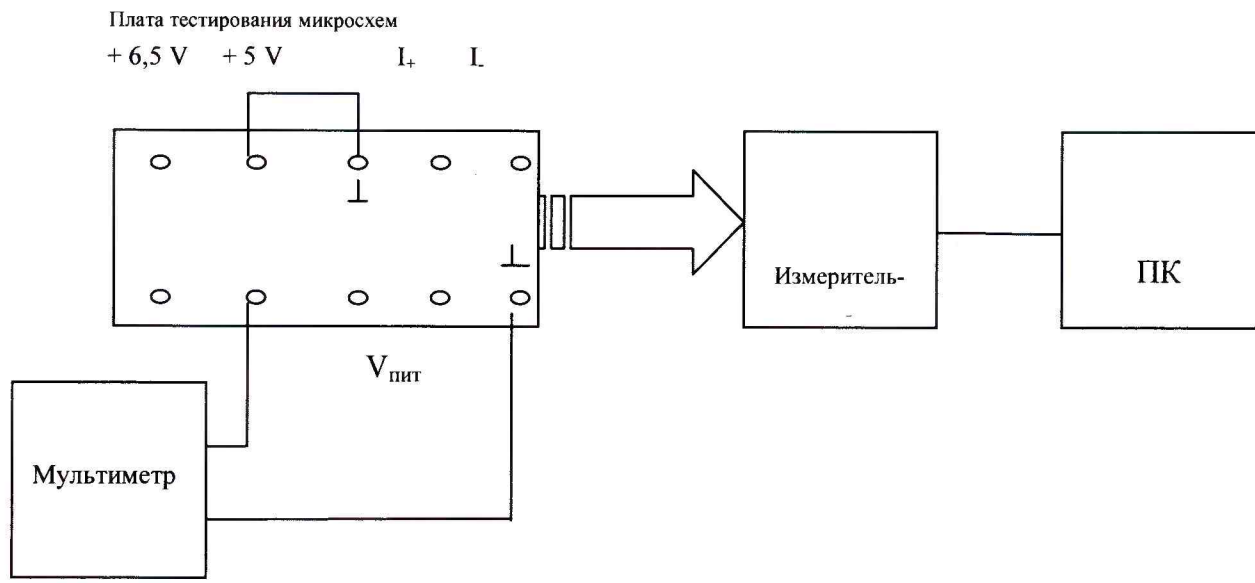 Плата тестирования микросхем
+ 6,5 V + 5 V I₊ I₋
Измеритель-
ПК
Vпит
Мультиметр